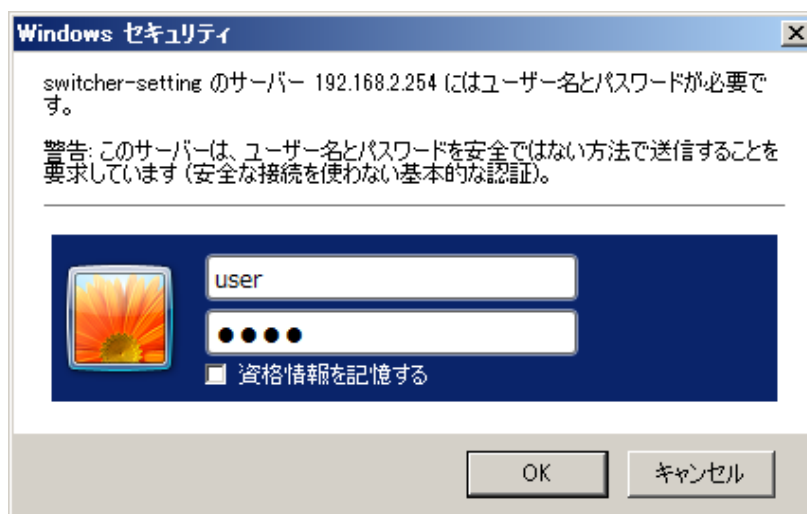 Windows セキュリティ
switcher-setting のサーバー 192.168.2.254 にはユーザー名とパスワードが必要で
す。
警告: このサーバーは、ユーザー名とパスワードを安全ではない方法で送信することを
要求しています (安全な接続を使わない基本的な認証)。
user
●●●●
資格情報を記憶する
OK
キャンセル